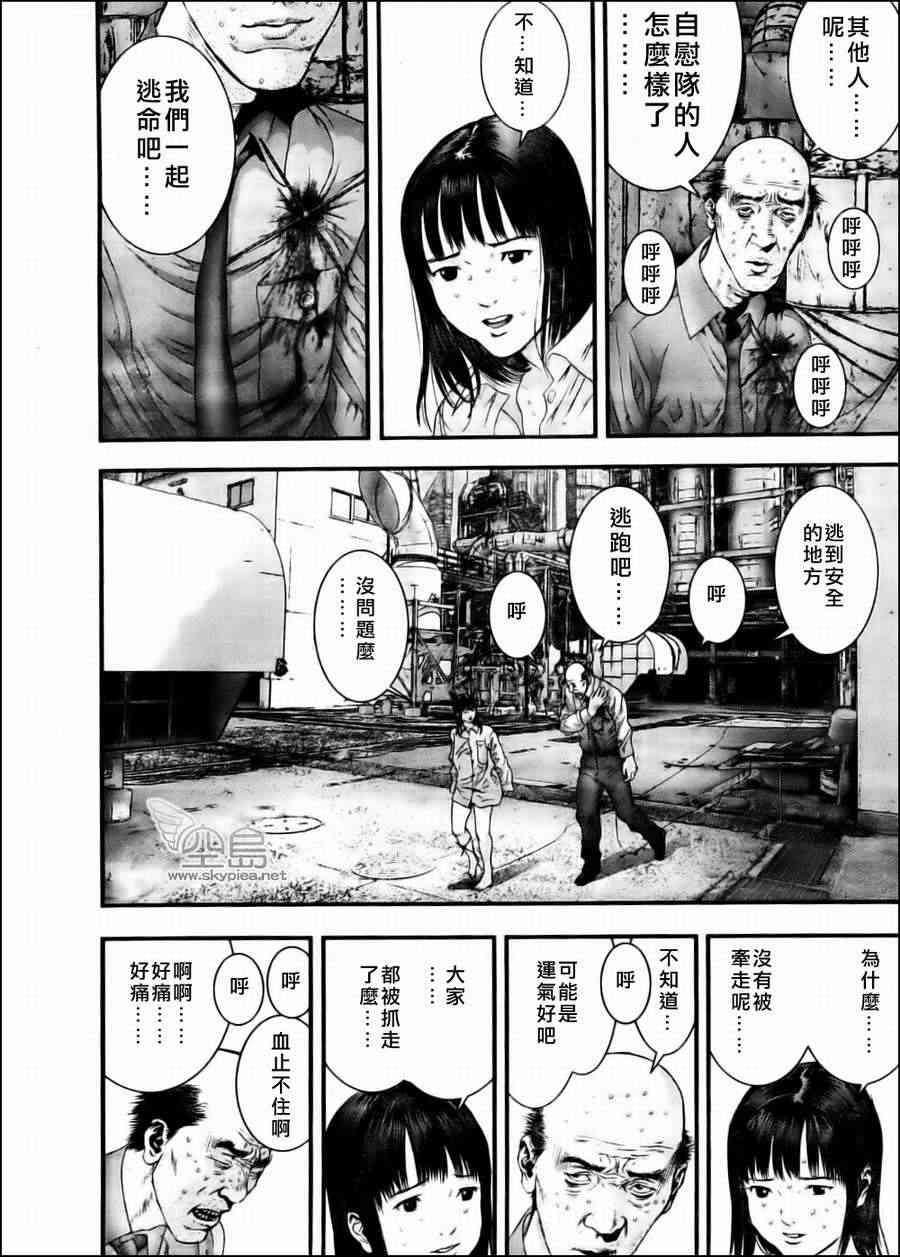 其他人⋯⋯
呢⋯⋯
自慰隊的人
怎麼樣了
⋯⋯⋯
呼呼呼
呼呼呼
呼呼呼
不⋯知道⋯
我們一起
逃命吧⋯⋯
逃到安全
的地方
呼
逃跑吧⋯⋯
呼
沒問題麼
⋯⋯⋯
為什麼⋯⋯
沒有被
牽走呢⋯⋯
不知道⋯⋯
呼
可能是
運氣好吧
大家
⋯⋯
都被抓走
了麼⋯⋯
呼
血止不住啊
呼
啊啊⋯⋯
好痛⋯⋯
好痛⋯⋯
空島
www.skypiea.net